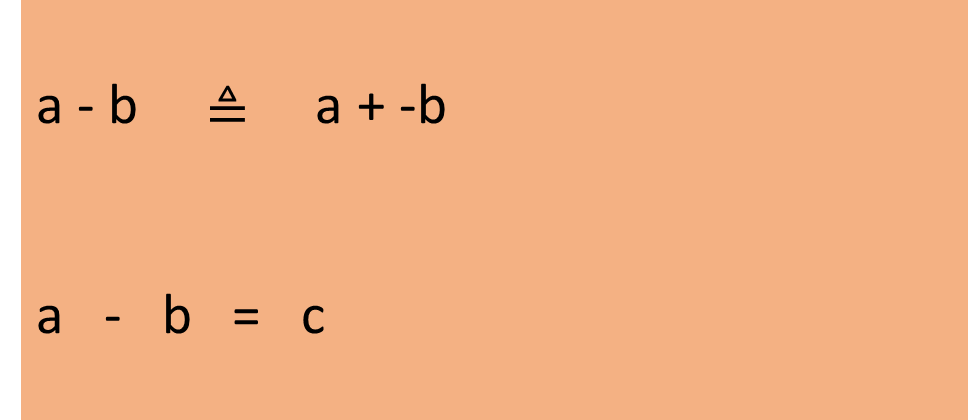 a - b ≜ a + -b
a - b = c